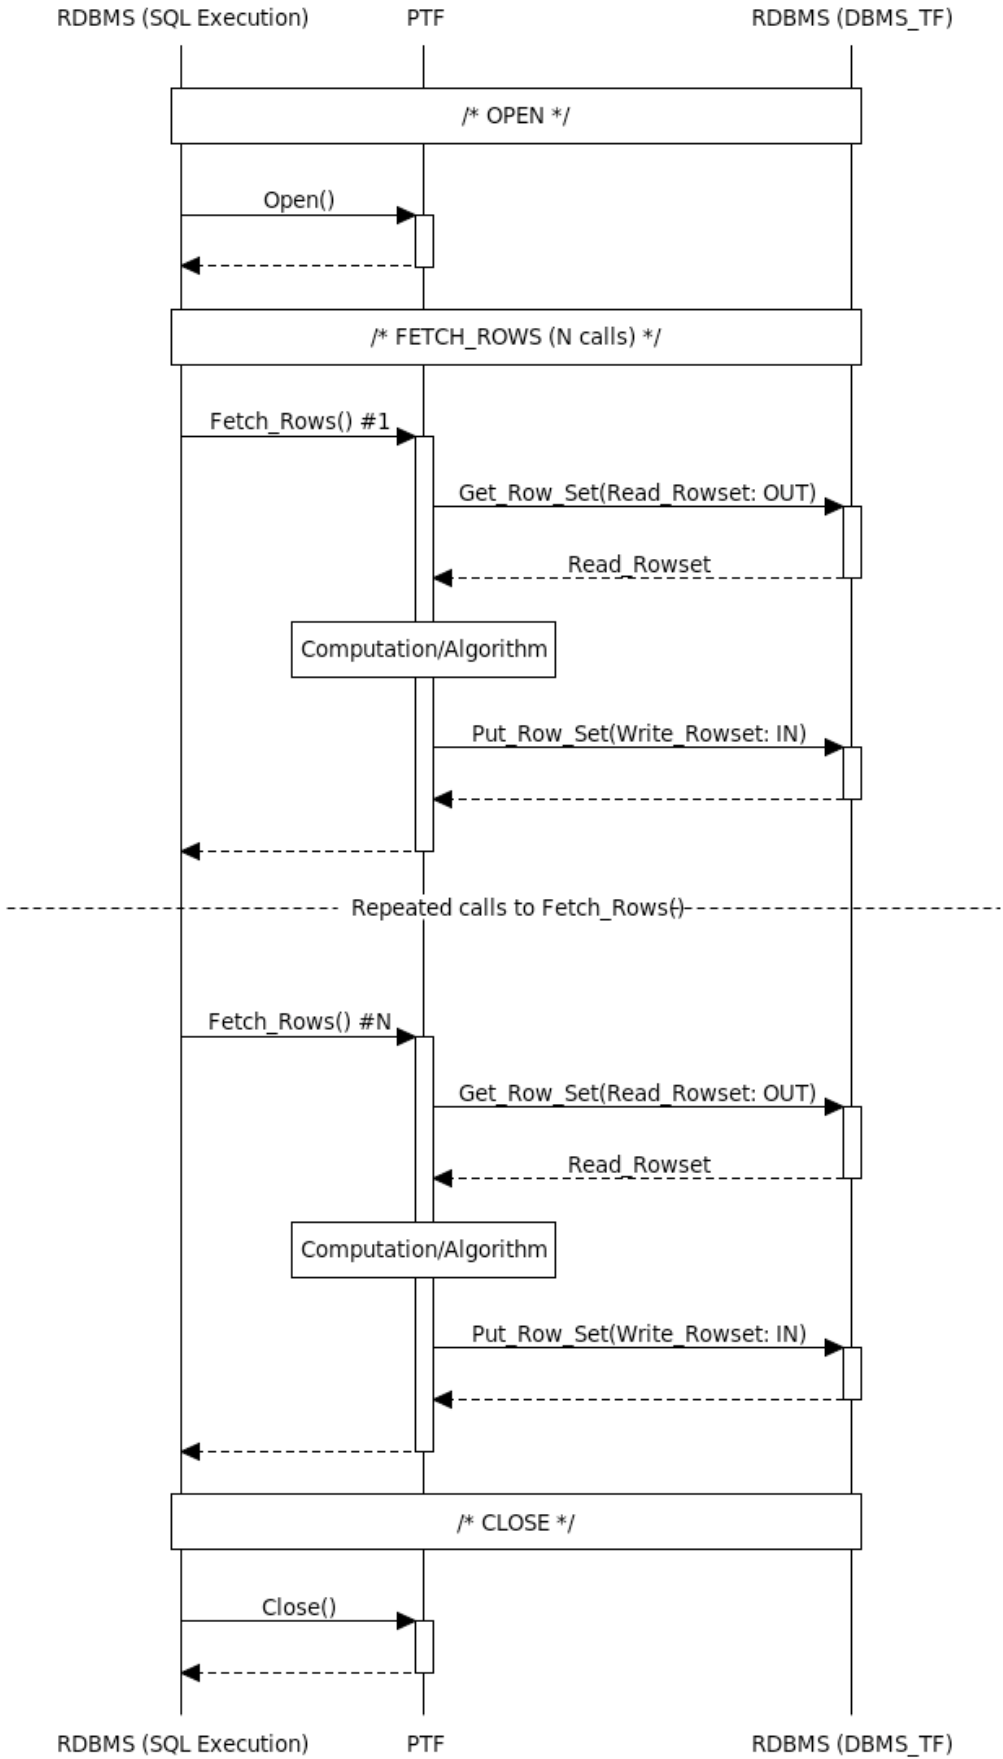 RDBMS (SQL Execution) PTF RDBMS (DBMS_TF)
/* OPEN */
Open()
/* FETCH_ROWS (N calls) */
Fetch_Rows() #1
Get_Row_Set(Read_Rowset: OUT)
Read_Rowset
Computation/Algorithm
Put_Row_Set(Write_Rowset: IN)
Repeated calls to Fetch_Rows()
Fetch_Rows() #N
Get_Row_Set(Read_Rowset: OUT)
Read_Rowset
Computation/Algorithm
Put_Row_Set(Write_Rowset: IN)
/* CLOSE */
Close()
RDBMS (SQL Execution) PTF RDBMS (DBMS_TF)